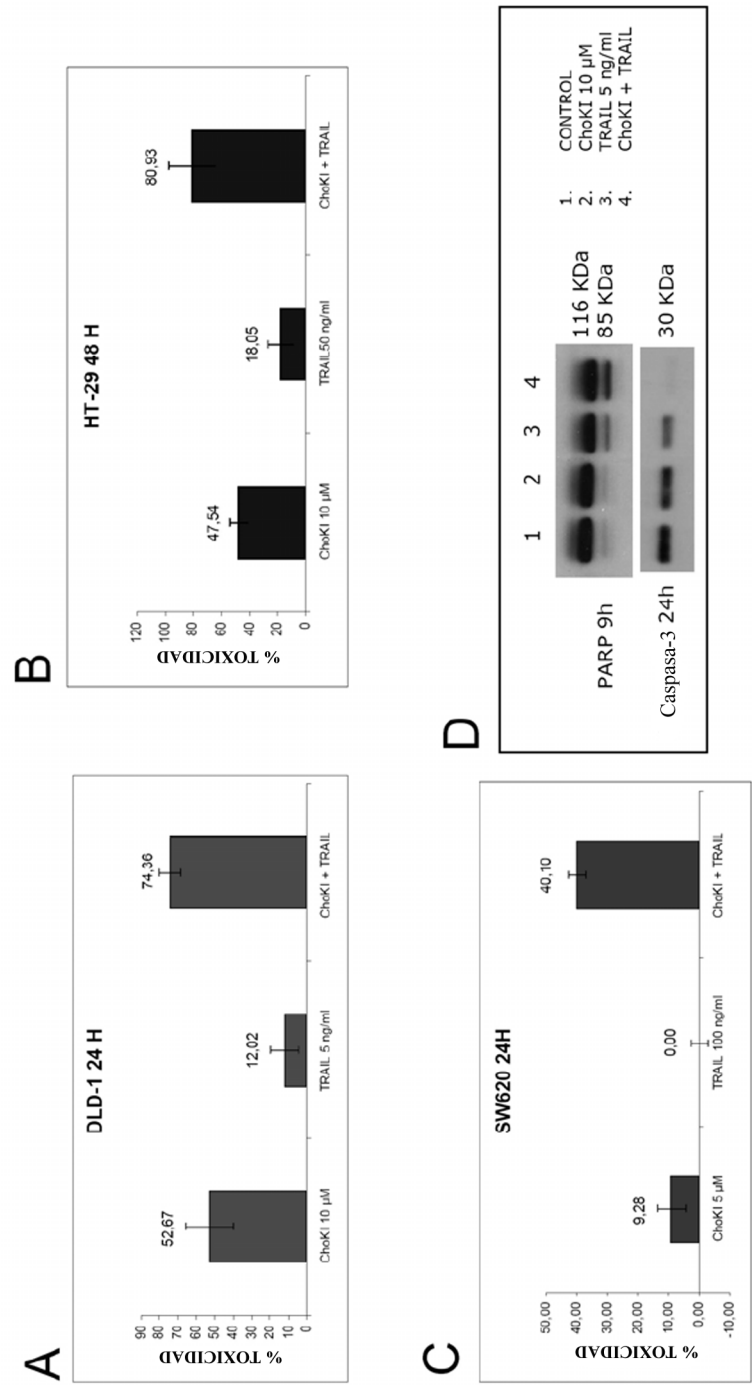 A
DLD-1 24 H
% TOXICIDAD
90
80
70
60
50
40
30
20
10
0
52,67
12,02
74,36
ChoKI 10 µM
TRAIL 5 ng/ml
ChoKI + TRAIL
B
HT-29 48 H
% TOXICIDAD
120
100
80
60
40
20
0
47,54
18,05
80,93
ChoKI 10 µM
TRAIL50 ng/ml
ChoKI + TRAIL
C
SW620 24H
% TOXICIDAD
50,00
40,00
30,00
20,00
10,00
0,00
-10,00
9,28
0,00
40,10
ChoKI 5 µM
TRAIL 100 ng/ml
ChoKI + TRAIL
D
1 2 3 4
PARP 9h
116 KDa
85 KDa
Caspasa-3 24h
30 KDa
1. CONTROL
2. ChoKI 10 µM
3. TRAIL 5 ng/ml
4. ChoKI + TRAIL